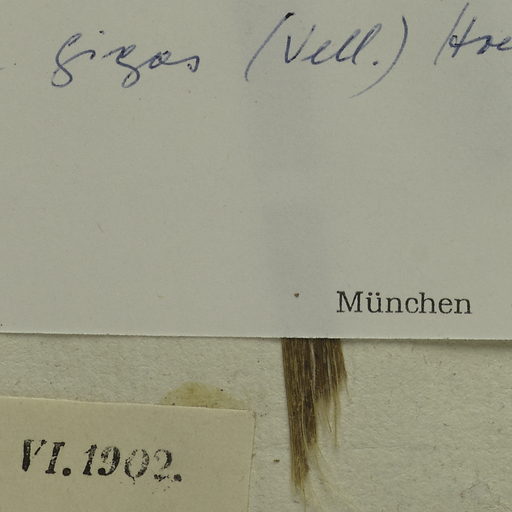 gigas (Vell.) Hoe
München
VI. 1902.